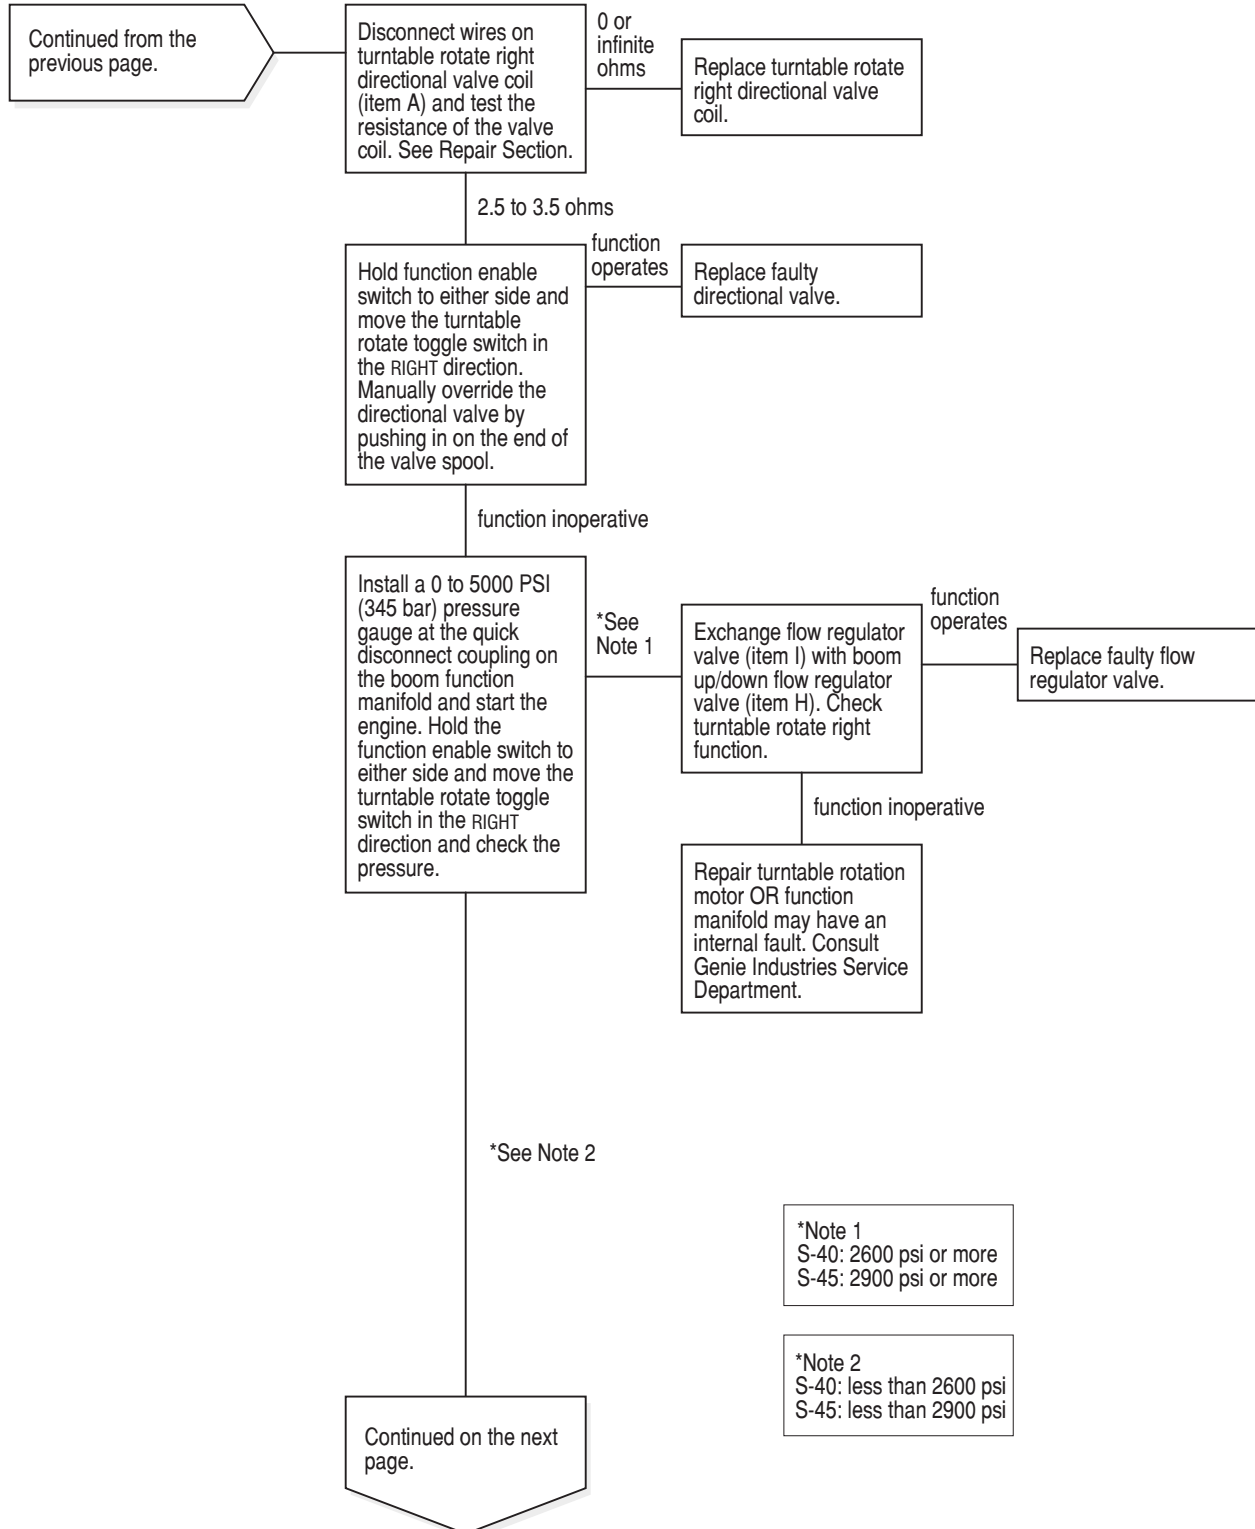 Continued from the
previous page.
Disconnect wires on
turntable rotate right
directional valve coil
(item A) and test the
resistance of the valve
coil. See Repair Section.
0 or
infinite
ohms
Replace turntable rotate
right directional valve
coil.
2.5 to 3.5 ohms
Hold function enable
switch to either side and
move the turntable
rotate toggle switch in
the RIGHT direction.
Manually override the
directional valve by
pushing in on the end of
the valve spool.
function
operates
Replace faulty
directional valve.
function inoperative
Install a 0 to 5000 PSI
(345 bar) pressure
gauge at the quick
disconnect coupling on
the boom function
manifold and start the
engine. Hold the
function enable switch to
either side and move the
turntable rotate toggle
switch in the RIGHT
direction and check the
pressure.
*See
Note 1
Exchange flow regulator
valve (item I) with boom
up/down flow regulator
valve (item H). Check
turntable rotate right
function.
function
operates
Replace faulty flow
regulator valve.
function inoperative
Repair turntable rotation
motor OR function
manifold may have an
internal fault. Consult
Genie Industries Service
Department.
*See Note 2
*Note 1
S-40: 2600 psi or more
S-45: 2900 psi or more
*Note 2
S-40: less than 2600 psi
S-45: less than 2900 psi
Continued on the next
page.